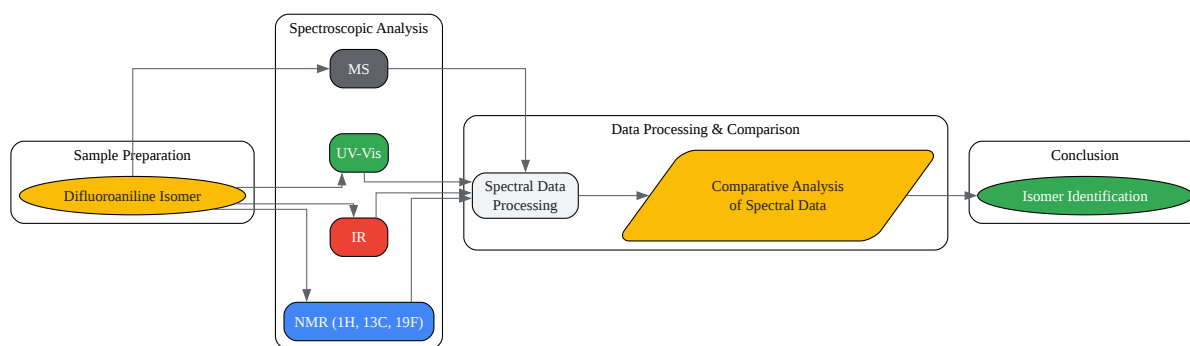 Spectroscopic Analysis
MS
UV-Vis
IR
NMR (1H, 13C, 19F)
Sample Preparation
Difluoroaniline Isomer
Data Processing & Comparison
Spectral Data
Processing
Comparative Analysis
of Spectral Data
Conclusion
Isomer Identification